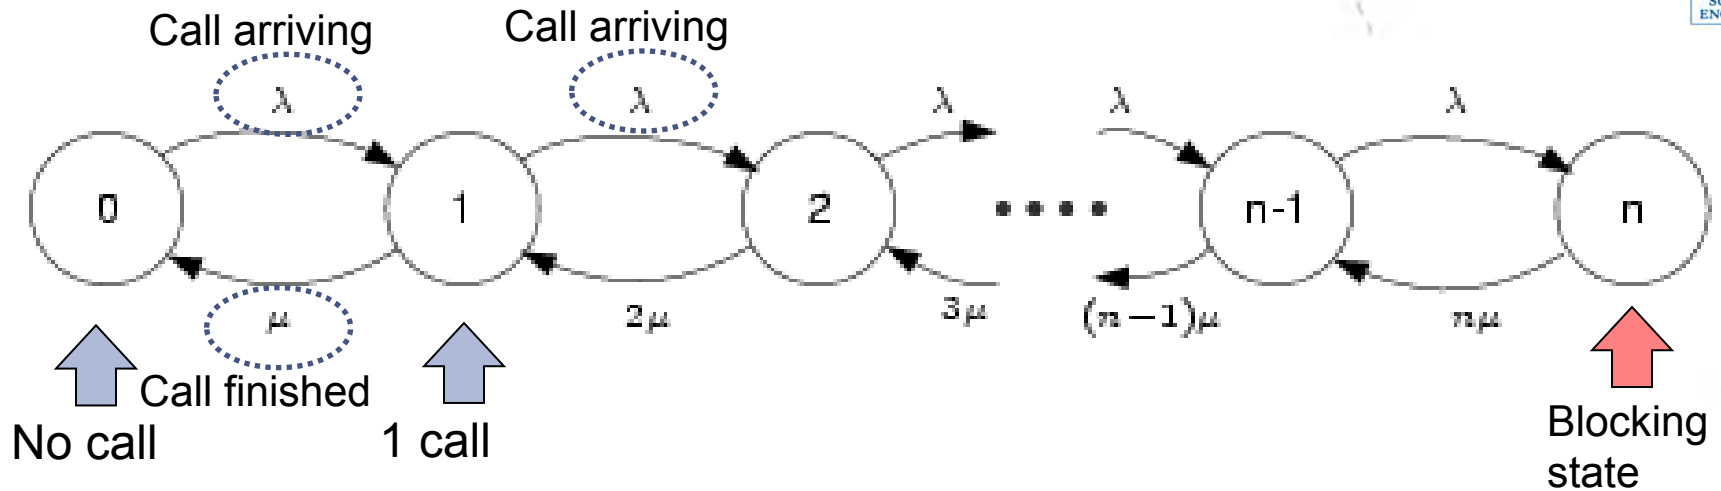 Call arriving
Call arriving
λ
λ
λ
λ
λ
0
1
2
n-1
n
μ
2μ
3μ
(n−1)μ
nμ
Call finished
No call
1 call
Blocking
state